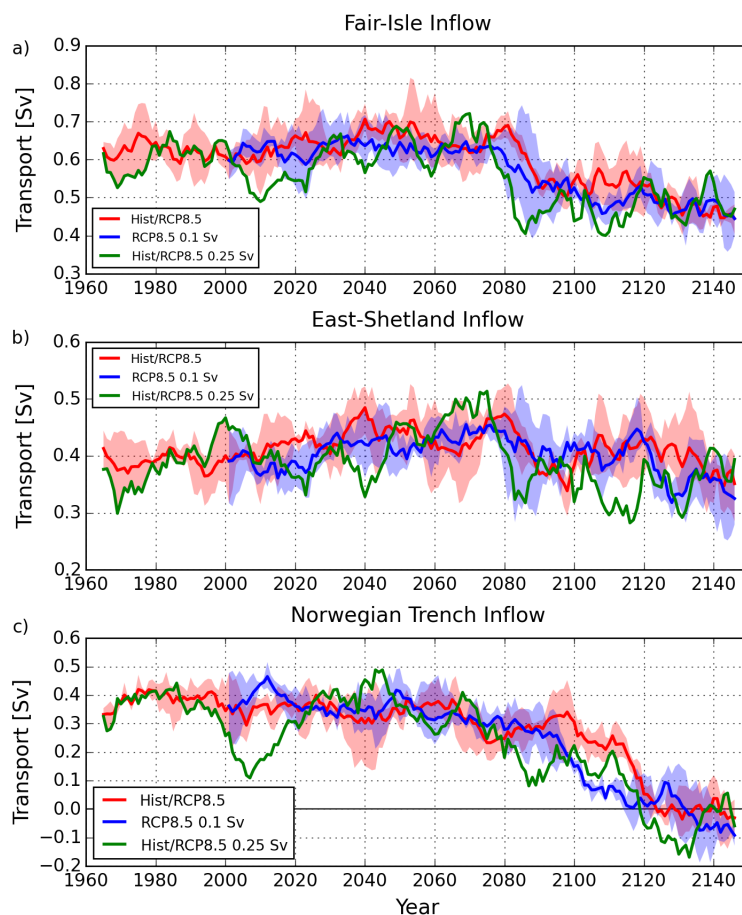 Fair-Isle Inflow
a)
0.9
0.8
0.7
0.6
0.5
0.4
0.3
Transport [Sv]
Hist/RCP8.5
RCP8.5 0.1 Sv
Hist/RCP8.5 0.25 Sv
1960 1980 2000 2020 2040 2060 2080 2100 2120 2140
East-Shetland Inflow
b)
0.6
0.5
0.4
0.3
0.2
Transport [Sv]
Hist/RCP8.5
RCP8.5 0.1 Sv
Hist/RCP8.5 0.25 Sv
1960 1980 2000 2020 2040 2060 2080 2100 2120 2140
Norwegian Trench Inflow
c)
0.6
0.5
0.4
0.3
0.2
0.1
0.0
−0.1
−0.2
Transport [Sv]
Hist/RCP8.5
RCP8.5 0.1 Sv
Hist/RCP8.5 0.25 Sv
1960 1980 2000 2020 2040 2060 2080 2100 2120 2140
Year